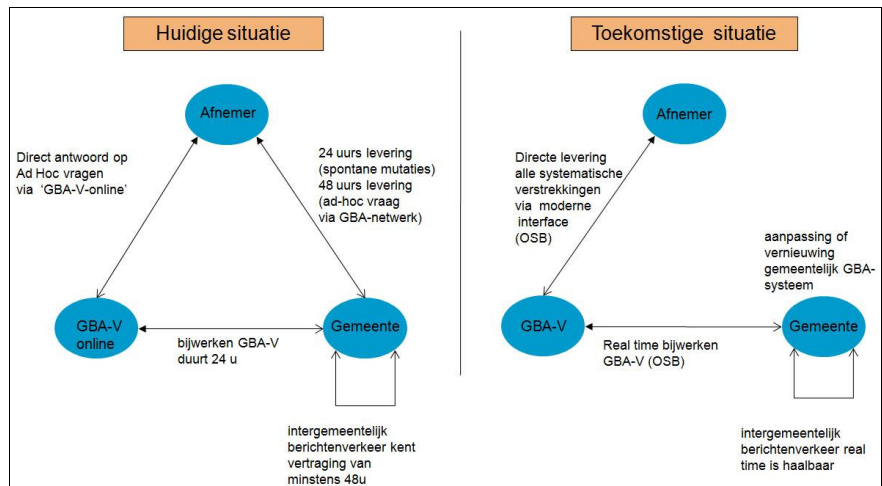 Huidige situatie
Afnemer
Direct antwoord op
Ad Hoc vragen
via ‘GBA-V-online’
24 uurs levering
(spontane mutaties)
48 uurs levering
(ad-hoc vraag
via GBA-netwerk)
GBA-V
online
bijwerken GBA-V
duurt 24 u
Gemeente
intergemeentelijk
berichtenverkeer kent
vertraging van
minstens 48u
Toekomstige situatie
Afnemer
Directe levering
alle systematische
verstrekkingen
via moderne
interface
(OSB)
aanpassing of
vernieuwing
gemeentelijk GBA-
systeem
GBA-V
Real time bijwerken
GBA-V (OSB)
Gemeente
intergemeentelijk
berichtenverkeer real
time is haalbaar